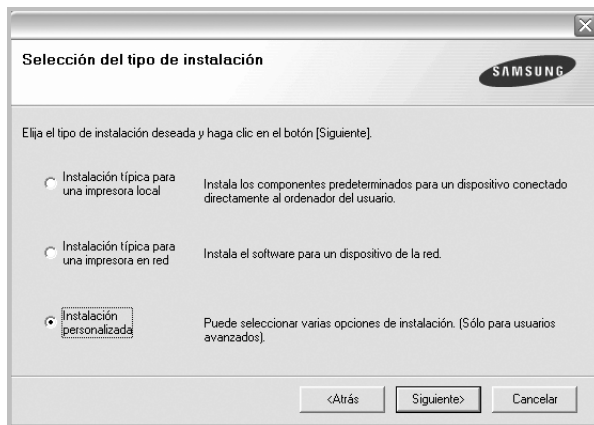 Selección del tipo de instalación
SAMSUNG
Elija el tipo de instalación deseada y haga clic en el botón [Siguiente].
Instalación típica para
una impresora local
Instala los componentes predeterminados para un dispositivo conectado
directamente al ordenador del usuario.
Instalación típica para
una impresora en red
Instala el software para un dispositivo de la red.
Instalación
personalizada
Puede seleccionar varias opciones de instalación. (Sólo para usuarios
avanzados).
<Atrás
Siguiente>
Cancelar